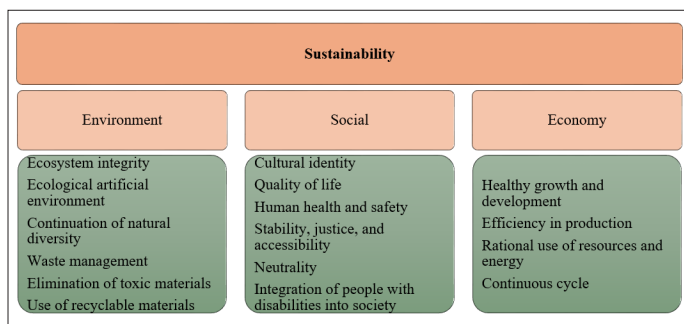 Sustainability
Environment
Social
Economy
Ecosystem integrity
Ecological artificial
environment
Continuation of natural
diversity
Waste management
Elimination of toxic materials
Use of recyclable materials
Cultural identity
Quality of life
Human health and safety
Stability, justice, and
accessibility
Neutrality
Integration of people with
disabilities into society
Healthy growth and
development
Efficiency in production
Rational use of resources and
energy
Continuous cycle